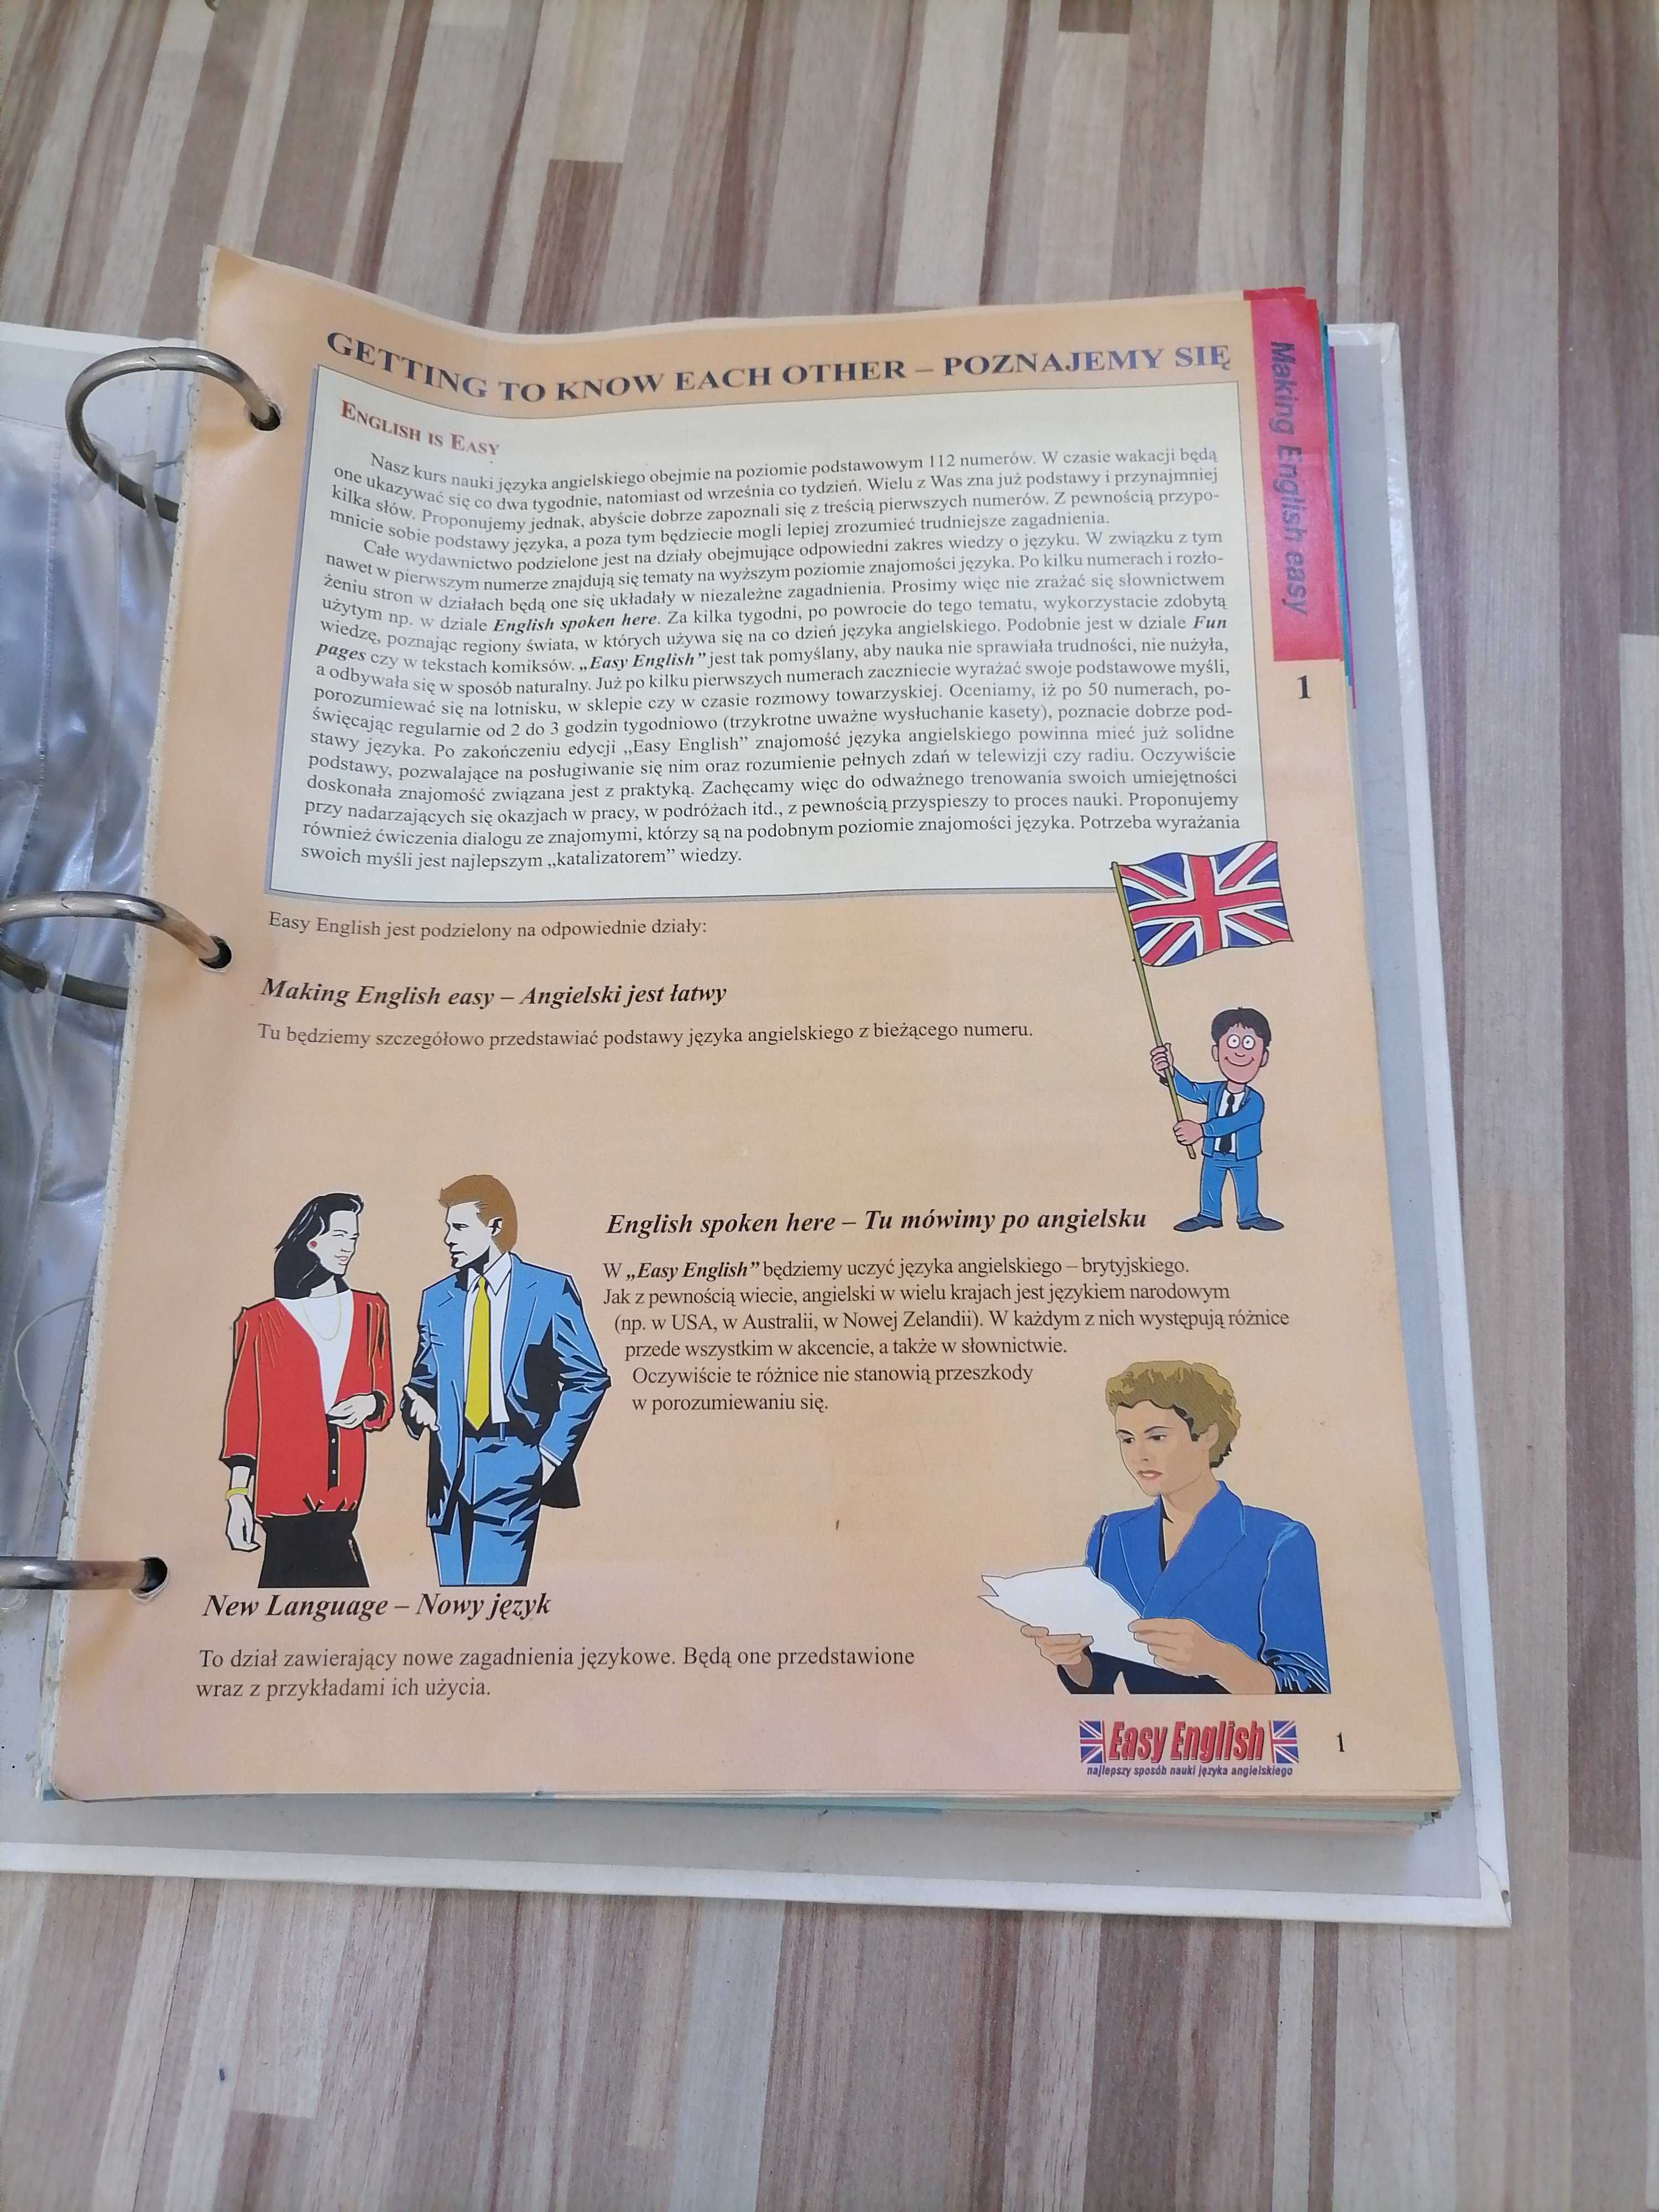 GETTING TO KNOW EACH OTHER – POZNAJEMY SIĘ
ENGLISH IS EASY
Nasz kurs nauki języka angielskiego obejmie na poziomie podstawowym 112 numerów. W czasie wakacji będą
one ukazywać się co dwa tygodnie, natomiast od września co tydzień. Wielu z Was zna już podstawy i przynajmniej
kilka słów. Proponujemy jednak, abyście dobrze zapoznali się z treścią pierwszych numerów. Z pewnością przypo-
mnicie sobie podstawy języka, a poza tym będziecie mogli lepiej zrozumieć trudniejsze zagadnienia.
Całe wydawnictwo podzielone jest na działy obejmujące odpowiedni zakres wiedzy o języku. W związku z tym
nawet w pierwszym numerze znajdują się tematy na wyższym poziomie znajomości języka. Po kilku numerach i rozło-
żeniu stron w działach będą one się układały w niezależne zagadnienia. Prosimy więc nie zrażać się słownictwem
użytym np. w dziale English spoken here. Za kilka tygodni, po powrocie do tego tematu, wykorzystacie zdobytą
wiedzę, poznając regiony świata, w których używa się na co dzień języka angielskiego. Podobnie jest w dziale Fun
pages czy w tekstach komiksów. „Easy English” jest tak pomyślany, aby nauka nie sprawiała trudności, nie nużyła,
a odbywała się w sposób naturalny. Już po kilku pierwszych numerach zaczniecie wyrażać swoje podstawowe myśli,
porozumiewać się na lotnisku, w sklepie czy w czasie rozmowy towarzyskiej. Oceniamy, iż po 50 numerach, po-
święcając regularnie od 2 do 3 godzin tygodniowo (trzykrotne uważne wysłuchanie kasety), poznacie dobrze pod-
stawy języka. Po zakończeniu edycji „Easy English” znajomość języka angielskiego powinna mieć już solidne
podstawy, pozwalające na posługiwanie się nim oraz rozumienie pełnych zdań w telewizji czy radiu. Oczywiście
doskonała znajomość związana jest z praktyką. Zachęcamy więc do odważnego trenowania swoich umiejętności
przy nadarzających się okazjach w pracy, w podróżach itd., z pewnością przyspieszy to proces nauki. Proponujemy
również ćwiczenia dialogu ze znajomymi, którzy są na podobnym poziomie znajomości języka. Potrzeba wyrażania
swoich myśli jest najlepszym „katalizatorem” wiedzy.
Making English easy
1
Easy English jest podzielony na odpowiednie działy:
Making English easy – Angielski jest łatwy
Tu będziemy szczegółowo przedstawiać podstawy języka angielskiego z bieżącego numeru.
English spoken here – Tu mówimy po angielsku
W „Easy English” będziemy uczyć języka angielskiego – brytyjskiego.
Jak z pewnością wiecie, angielski w wielu krajach jest językiem narodowym
(np. w USA, w Australii, w Nowej Zelandii). W każdym z nich występują różnice
przede wszystkim w akcencie, a także w słownictwie.
Oczywiście te różnice nie stanowią przeszkody
w porozumiewaniu się.
New Language – Nowy język
To dział zawierający nowe zagadnienia językowe. Będą one przedstawione
wraz z przykładami ich użycia.
Easy English
najlepszy sposób nauki języka angielskiego
1